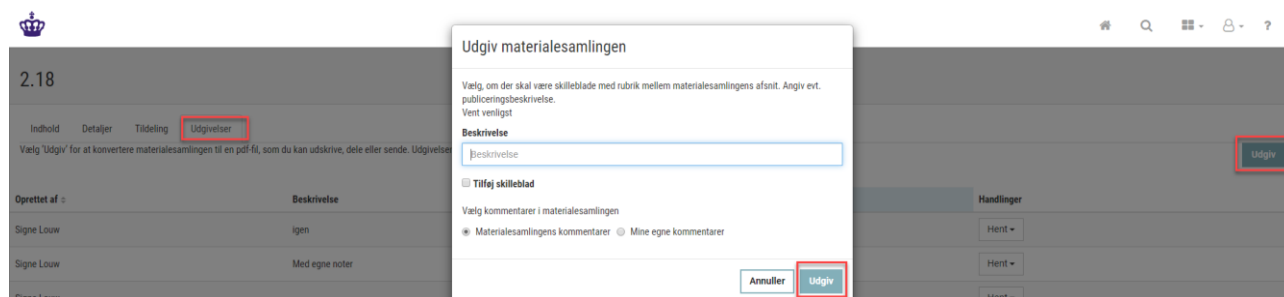 ?
2.18
Indhold Detaljer Tildeling Udgivelser
Vælg 'Udgiv' for at konvertere materialesamlingen til en pdf-fil, som du kan udskrive, dele eller sende. Udgivelser
Udgiv
Oprettet af Beskrivelse Handlinger
Signe Louw igen Hent
Signe Louw Med egne noter Hent
Udgiv materialesamlingen
Vælg, om der skal være skilleblade med rubrik mellem materialesamlingens afsnit. Angiv evt.
publiceringsbeskrivelse.
Vent venligst
Beskrivelse
Beskrivelse
Tilføj skilleblad
Vælg kommentarer i materialesamlingen
Materialesamlingens kommentarer Mine egne kommentarer
Annuller Udgiv